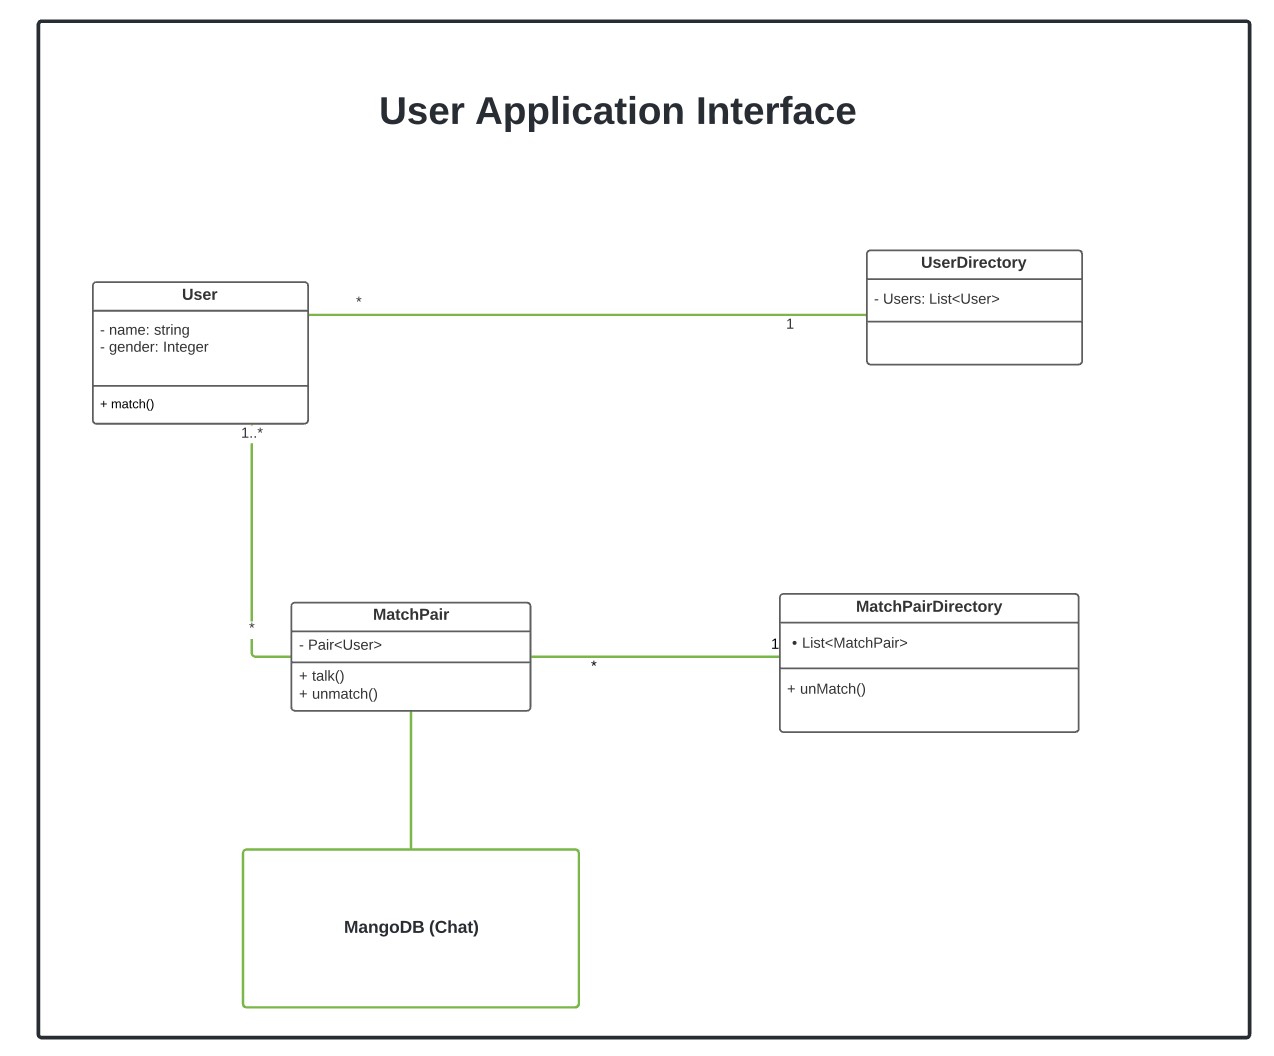 User Application Interface
User
- name: string
- gender: Integer
+ match()
*
1
UserDirectory
- Users: List<User>
1..*
*
MatchPair
- Pair<User>
+ talk()
+ unmatch()
*
1
MatchPairDirectory
• List<MatchPair>
+ unMatch()
MangoDB (Chat)